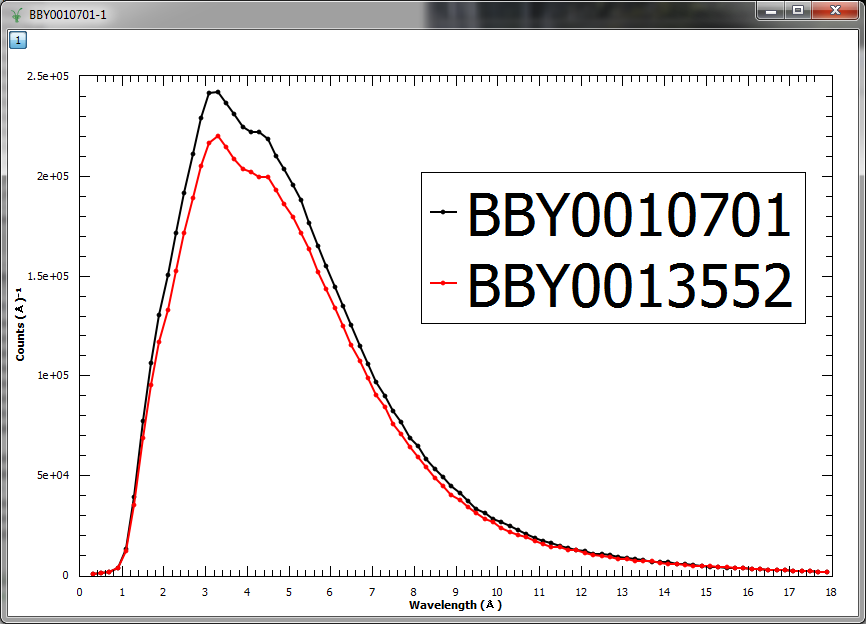 BBY0010701-1
1
2.5e+05
2e+05
1.5e+05
1e+05
5e+04
0
Counts (Å)⁻¹
BBY0010701
BBY0013552
0 1 2 3 4 5 6 7 8 9 10 11 12 13 14 15 16 17 18
Wavelength (Å)